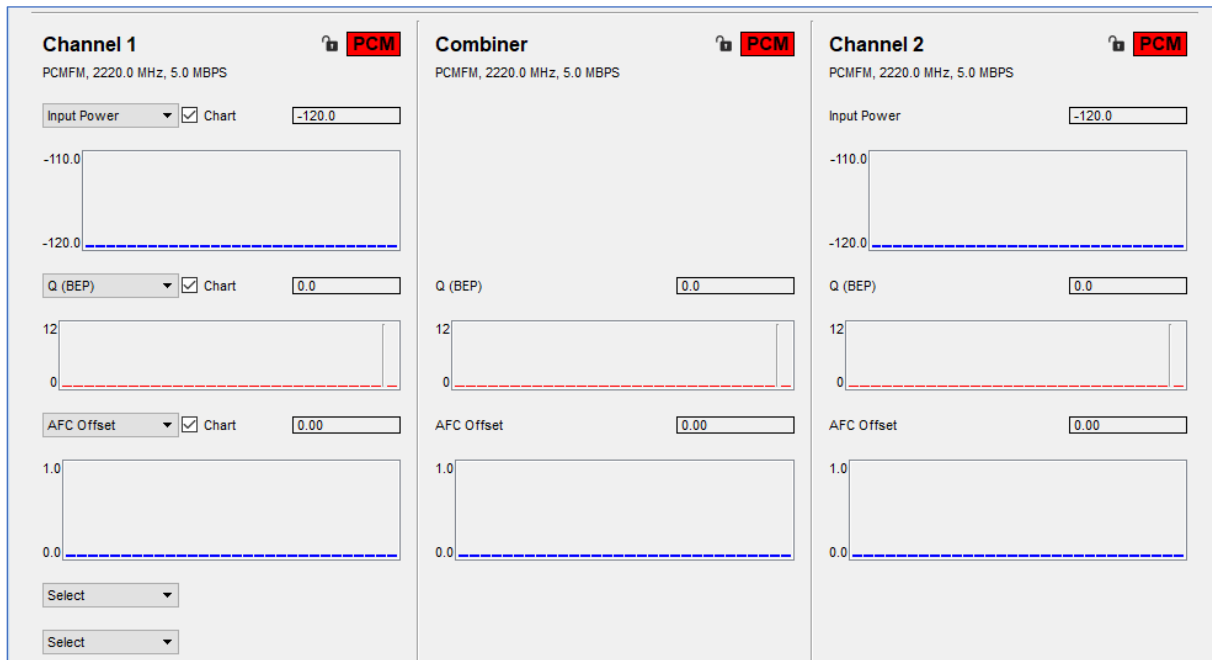 Channel 1 PCM
PCMFM, 2220.0 MHz, 5.0 MBPS
Input Power Chart -120.0
-110.0
-120.0
Q (BEP) Chart 0.0
12
0
AFC Offset Chart 0.00
1.0
0.0
Select
Select
Combiner PCM
PCMFM, 2220.0 MHz, 5.0 MBPS
Q (BEP) 0.0
12
0
AFC Offset 0.00
1.0
0.0
Channel 2 PCM
PCMFM, 2220.0 MHz, 5.0 MBPS
Input Power -120.0
-110.0
-120.0
Q (BEP) 0.0
12
0
AFC Offset 0.00
1.0
0.0